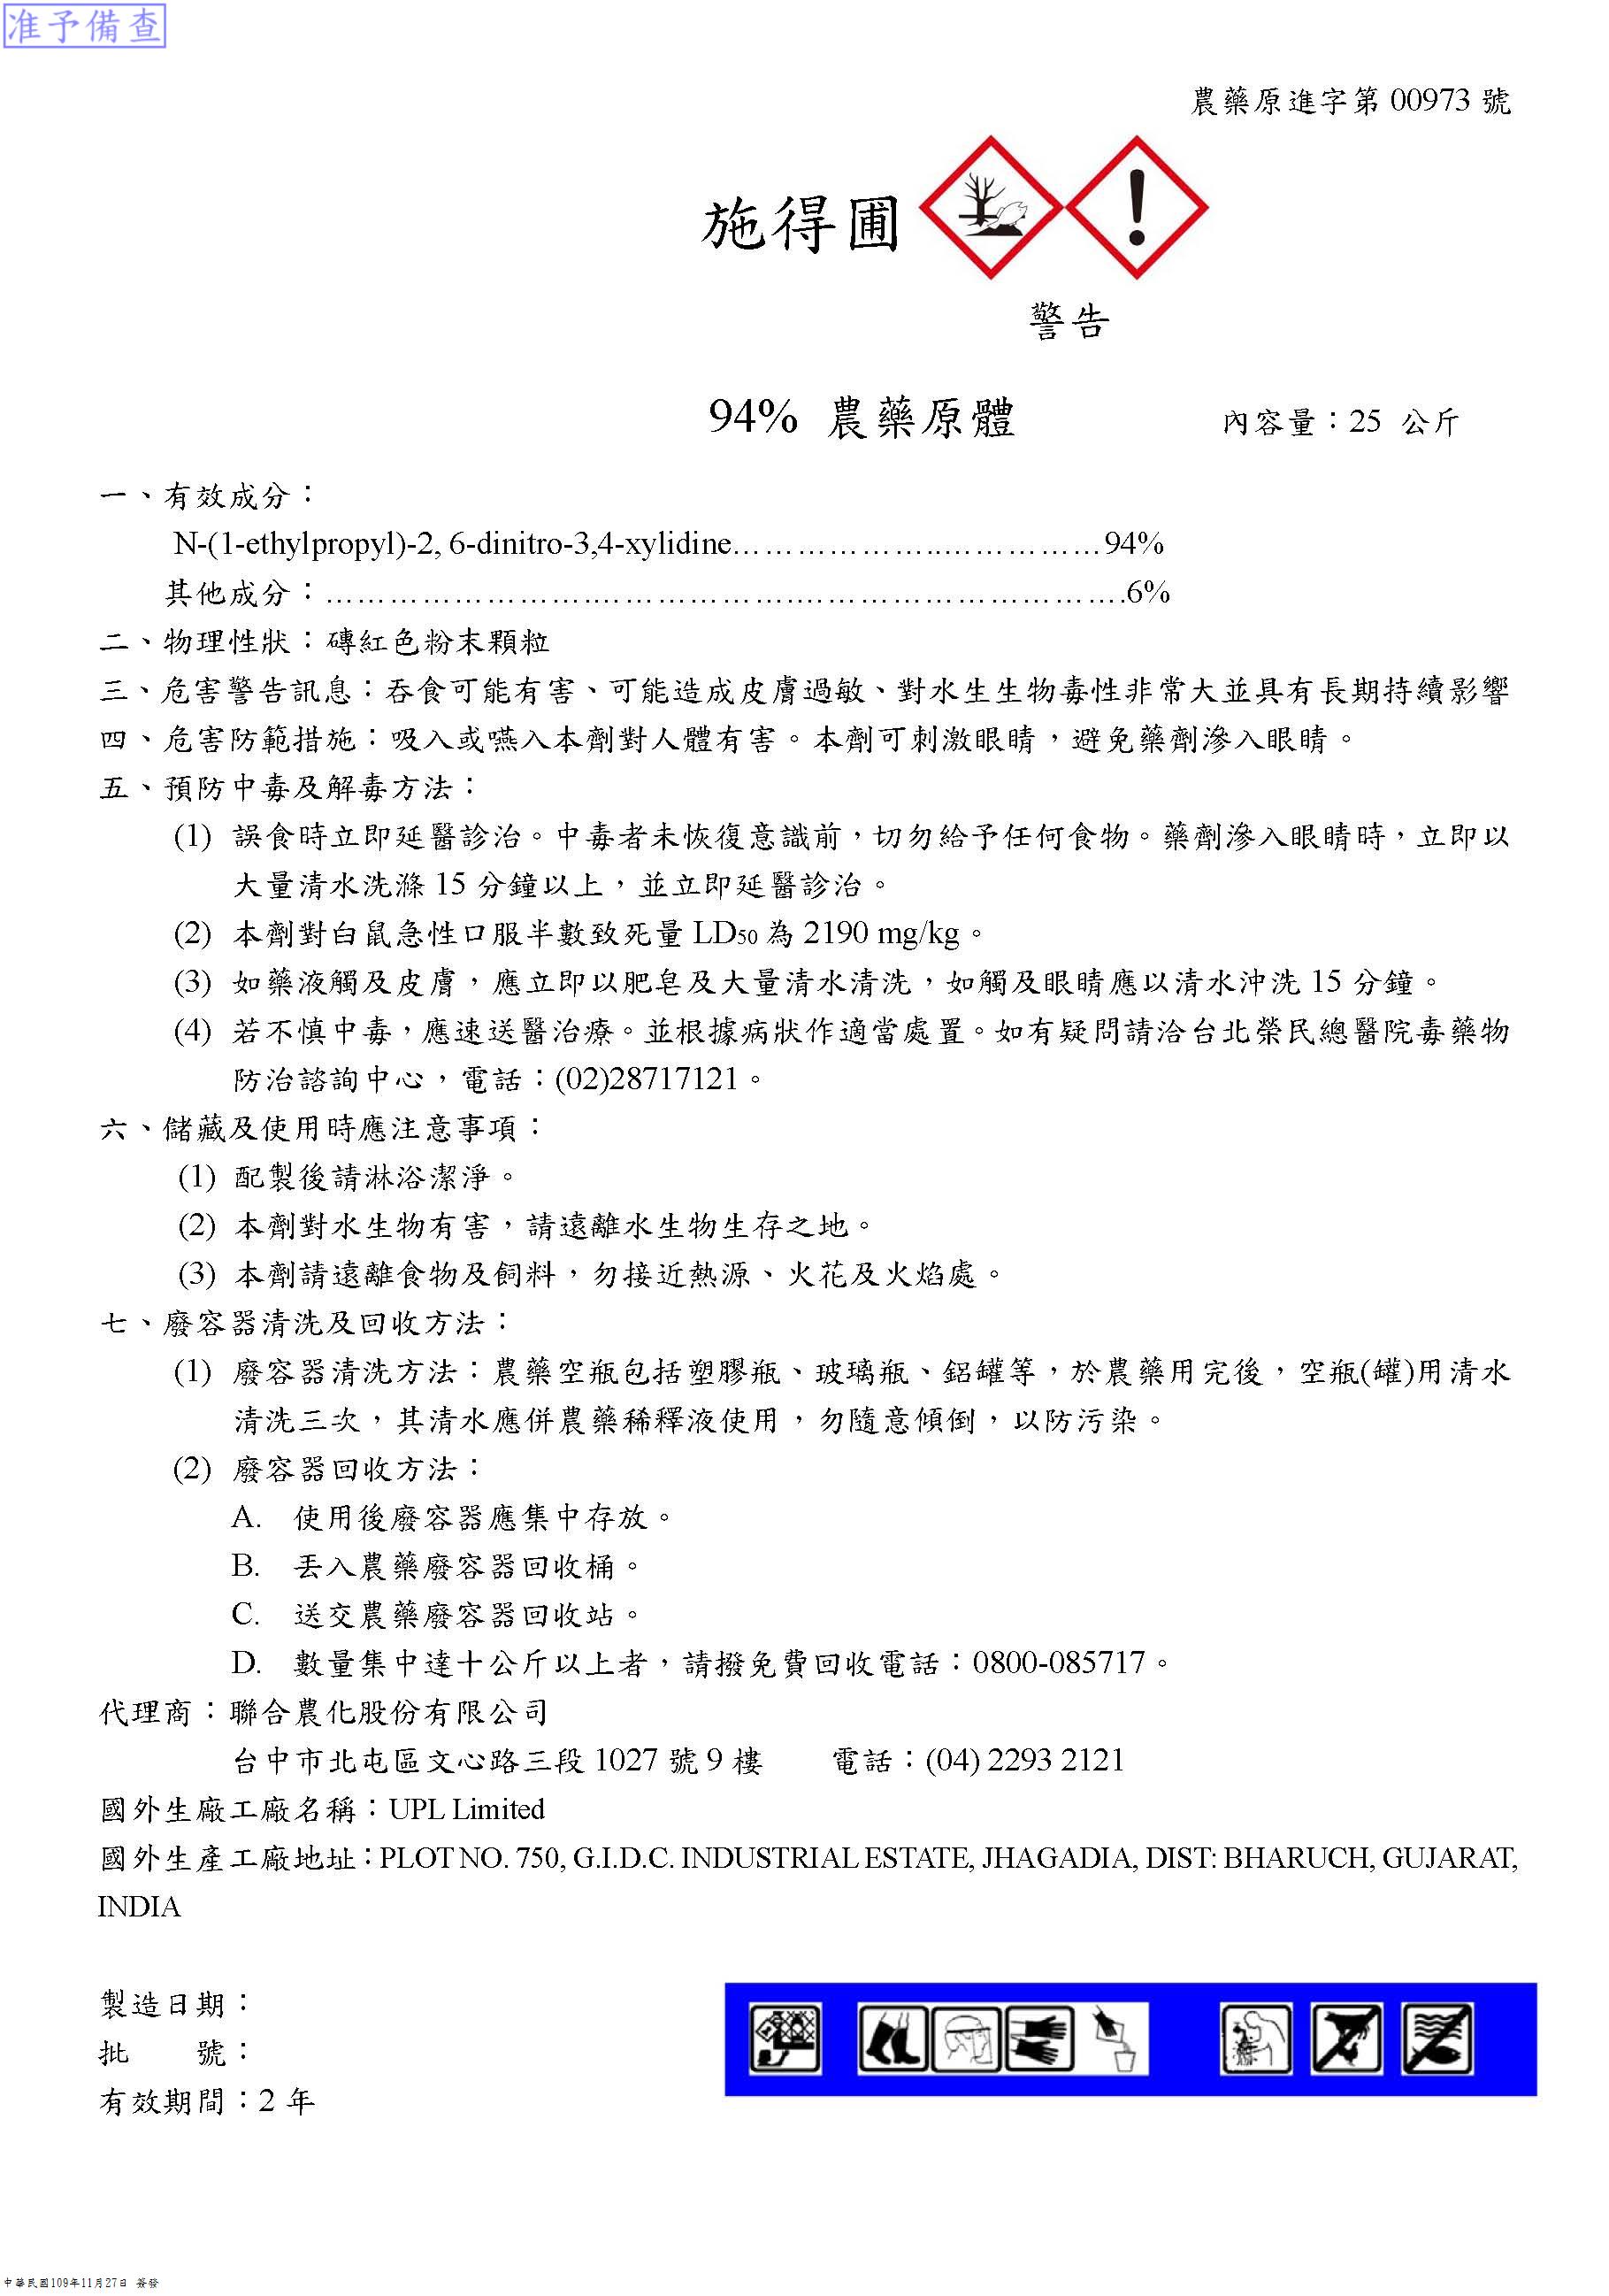 准予備查
農藥原進字第 00973 號
施得圃
警告
94% 農藥原體 內容量：25 公斤
一、有效成分：
N-(1-ethylpropyl)-2, 6-dinitro-3,4-xylidine………………..……………94%
其他成分：…………………….……………….………………………….6%
二、物理性狀：磚紅色粉末顆粒
三、危害警告訊息：吞食可能有害、可能造成皮膚過敏、對水生生物毒性非常大並具有長期持續影響
四、危害防範措施：吸入或嚥入本劑對人體有害。本劑可刺激眼睛，避免藥劑滲入眼睛。
五、預防中毒及解毒方法：
(1) 誤食時立即延醫診治。中毒者未恢復意識前，切勿給予任何食物。藥劑滲入眼睛時，立即以
大量清水洗滌 15 分鐘以上，並立即延醫診治。
(2) 本劑對白鼠急性口服半數致死量 LD50 為 2190 mg/kg。
(3) 如藥液觸及皮膚，應立即以肥皂及大量清水清洗，如觸及眼睛應以清水沖洗 15 分鐘。
(4) 若不慎中毒，應速送醫治療。並根據病狀作適當處置。如有疑問請洽台北榮民總醫院毒藥物
防治諮詢中心，電話：(02)28717121。
六、儲藏及使用時應注意事項：
(1) 配製後請淋浴潔淨。
(2) 本劑對水生物有害，請遠離水生物生存之地。
(3) 本劑請遠離食物及飼料，勿接近熱源、火花及火焰處。
七、廢容器清洗及回收方法：
(1) 廢容器清洗方法：農藥空瓶包括塑膠瓶、玻璃瓶、鋁罐等，於農藥用完後，空瓶(罐)用清水
清洗三次，其清水應併農藥稀釋液使用，勿隨意傾倒，以防污染。
(2) 廢容器回收方法：
A. 使用後廢容器應集中存放。
B. 丟入農藥廢容器回收桶。
C. 送交農藥廢容器回收站。
D. 數量集中達十公斤以上者，請撥免費回收電話：0800-085717。
代理商：聯合農化股份有限公司
台中市北屯區文心路三段 1027 號 9 樓 電話：(04) 2293 2121
國外生廠工廠名稱：UPL Limited
國外生產工廠地址：PLOT NO. 750, G.I.D.C. INDUSTRIAL ESTATE, JHAGADIA, DIST: BHARUCH, GUJARAT,
INDIA
製造日期：
批 號：
有效期間：2 年
中華民國109年11月27日 簽發